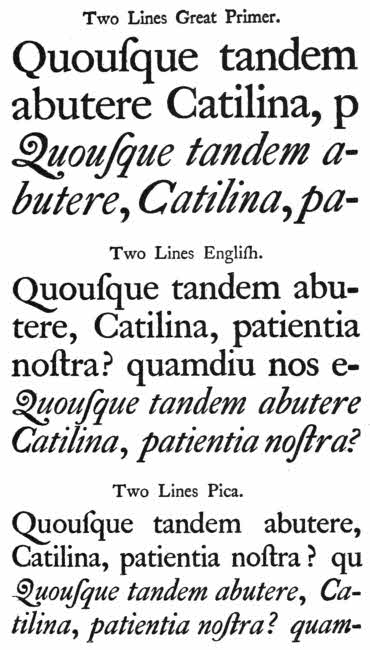 Two Lines Great Primer.
Quouſque tandem
abutere Catilina, p
Quouſque tandem a-
butere, Catilina, pa-
Two Lines Engliſh.
Quouſque tandem abu-
tere, Catilina, patientia
noſtra? quamdiu nos e-
Quouſque tandem abutere
Catilina, patientia noſtra?
Two Lines Pica.
Quouſque tandem abutere,
Catilina, patientia noſtra? qu
Quouſque tandem abutere, Ca-
tilina, patientia noſtra? quam-